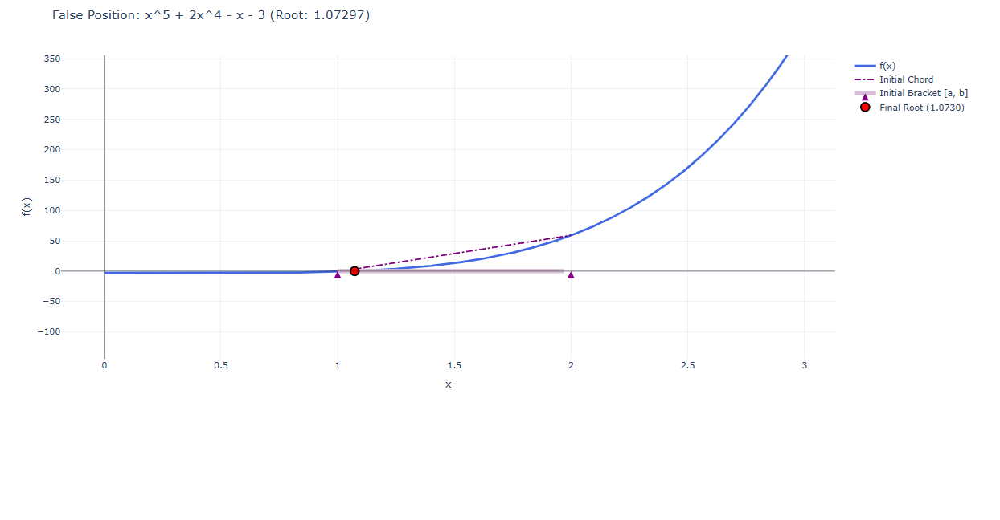 False Position: x^5 + 2x^4 - x - 3 (Root: 1.07297)
f(x)
Initial Chord
Initial Bracket [a, b]
Final Root (1.0730)
350
300
250
200
150
100
50
0
−50
−100
f(x)
0 0.5 1 1.5 2 2.5 3
x